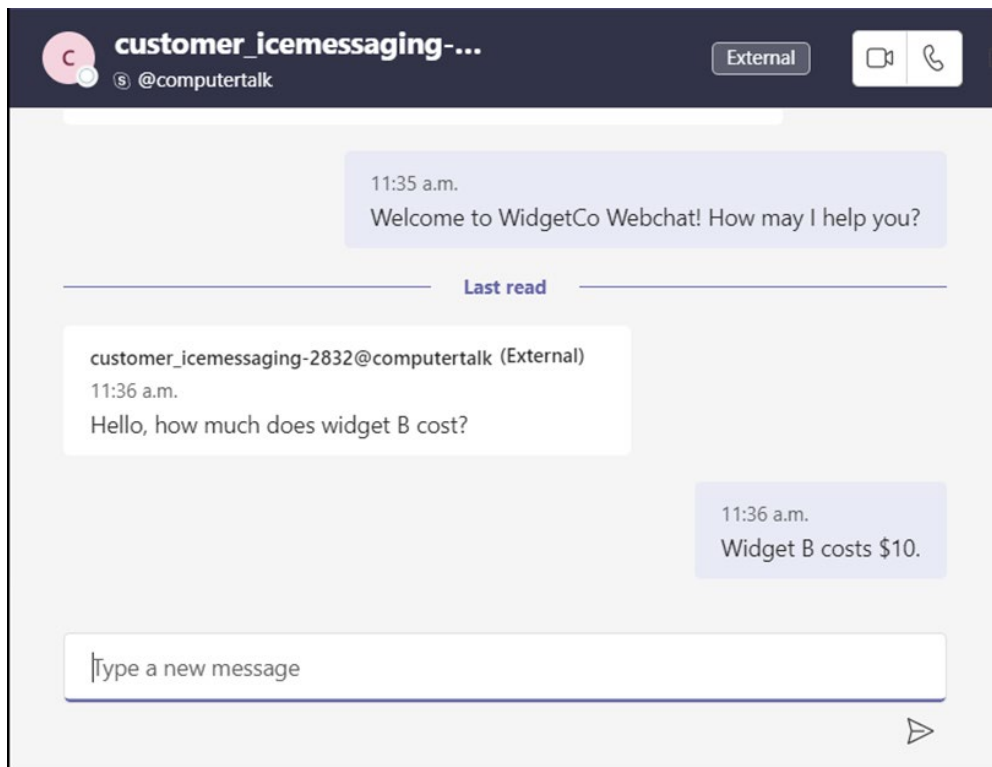 C
customer_icemessaging-...
S @computertalk
External
11:35 a.m.
Welcome to WidgetCo Webchat! How may I help you?
Last read
customer_icemessaging-2832@computertalk (External)
11:36 a.m.
Hello, how much does widget B cost?
11:36 a.m.
Widget B costs $10.
Type a new message